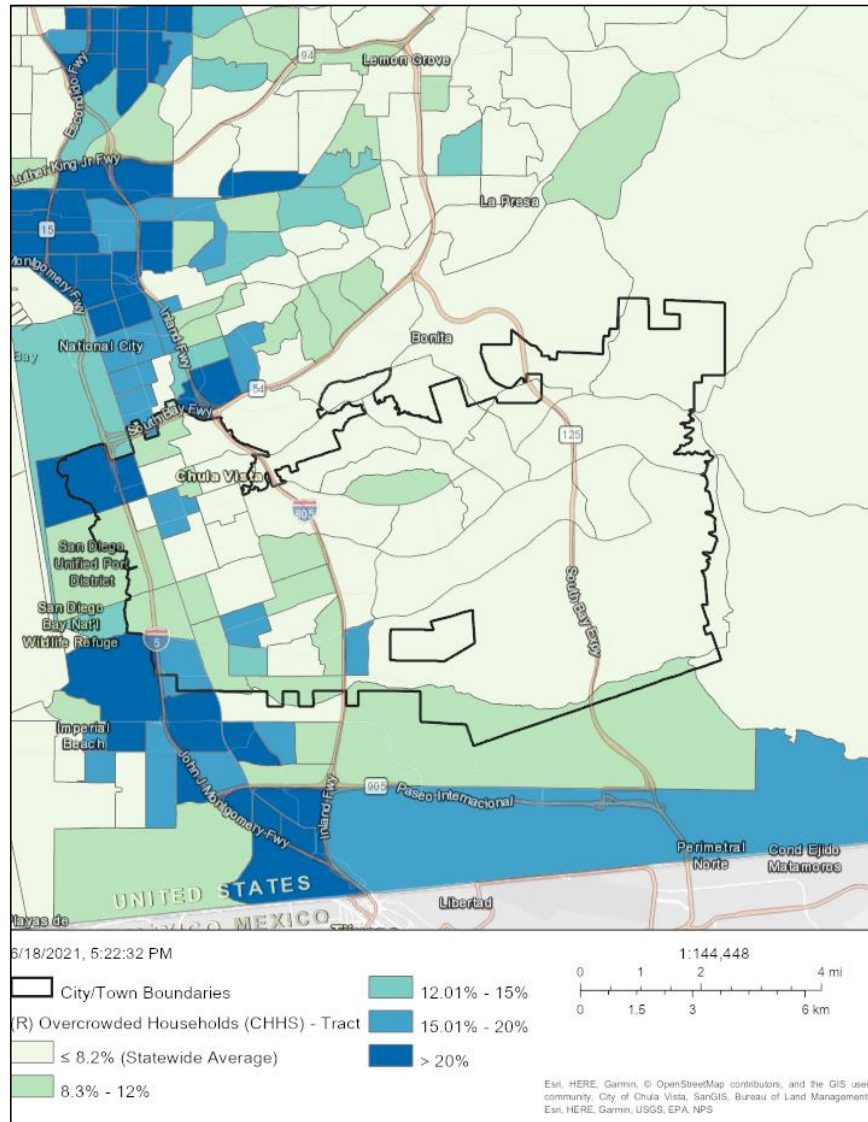 94
Lemon Grove
Escondido Fwy
Luther King Jr Fwy
La Presa
15
Montgomery Fwy
Inland Fwy
Bonita
National City
Bay
54
South Bay Fwy
125
Chula Vista
805
San Diego
Unified Port
District
South Bay Expy
San Diego
Bay Nat'l
Wildlife Refuge
5
Imperial
Beach
John J Montgomery Fwy
Inland Fwy
905
Paseo Internacional
Perimetral
Norte
Cond Ejido
Matamoros
UNITED STATES
MEXICO
Libertad
Playas de
6/18/2021, 5:22:32 PM
City/Town Boundaries
(R) Overcrowded Households (CHHS) - Tract
≤ 8.2% (Statewide Average)
8.3% - 12%
12.01% - 15%
15.01% - 20%
> 20%
1:144,448
0 1 2 4 mi
0 1.5 3 6 km
Esri, HERE, Garmin, © OpenStreetMap contributors, and the GIS user
community, City of Chula Vista, SanGIS, Bureau of Land Management,
Esri, HERE, Garmin, USGS, EPA, NPS